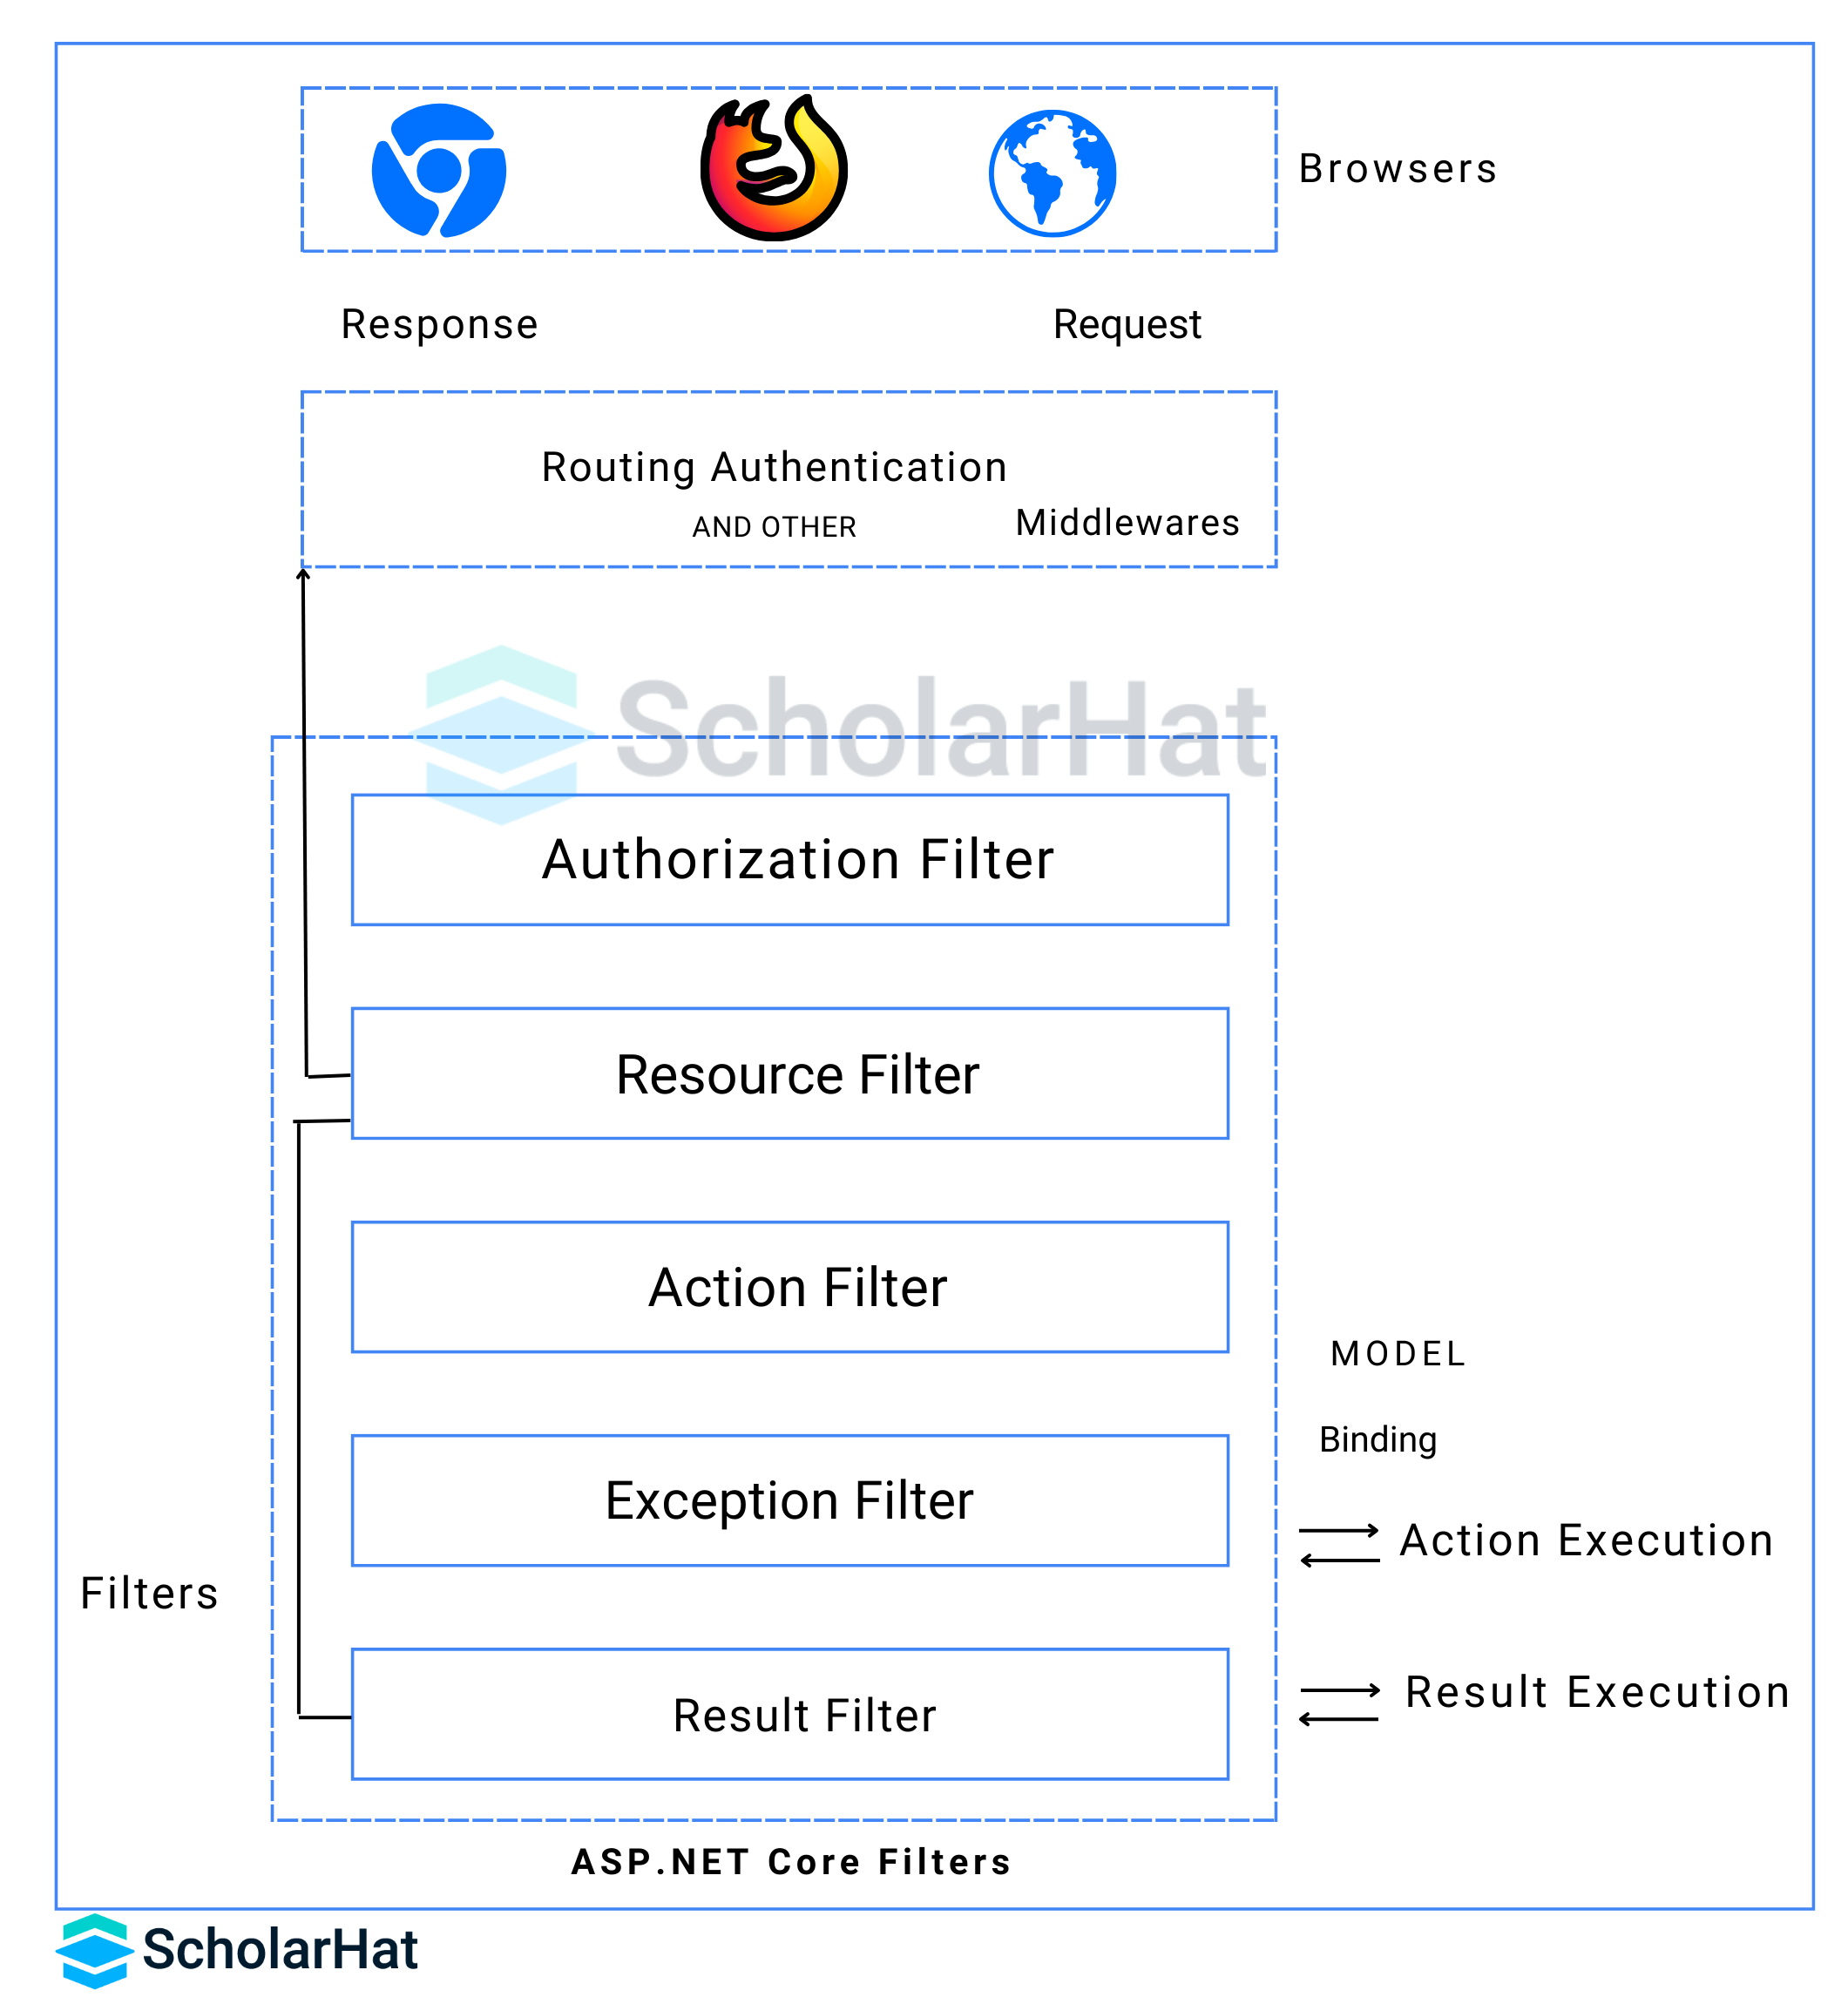 Browsers
Response
Request
Routing Authentication
AND OTHER
Middlewares
ScholarHat
Authorization Filter
Resource Filter
Action Filter
MODEL
Binding
Exception Filter
Action Execution
Filters
Result Execution
Result Filter
ASP.NET Core Filters
ScholarHat